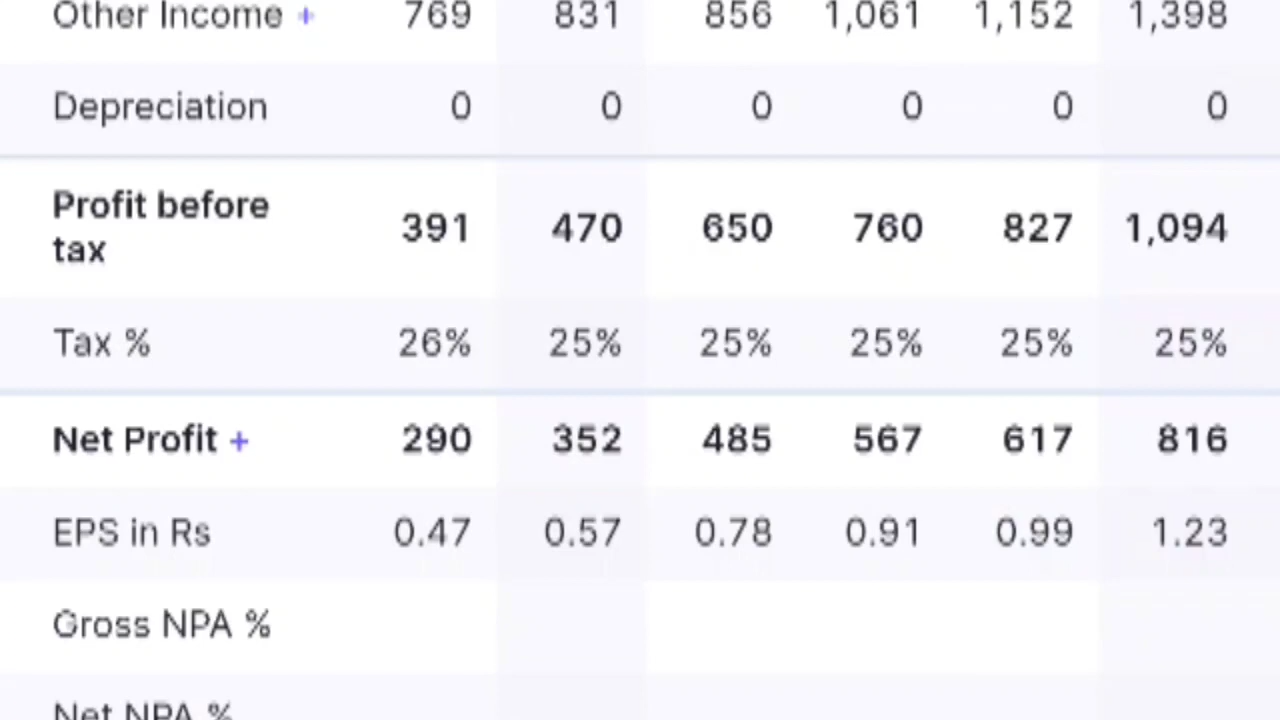 Other Income + 769 831 856 1,061 1,152 1,398
Depreciation 0 0 0 0 0 0
Profit before
tax 391 470 650 760 827 1,094
Tax % 26% 25% 25% 25% 25% 25%
Net Profit + 290 352 485 567 617 816
EPS in Rs 0.47 0.57 0.78 0.91 0.99 1.23
Gross NPA %
Net NPA %